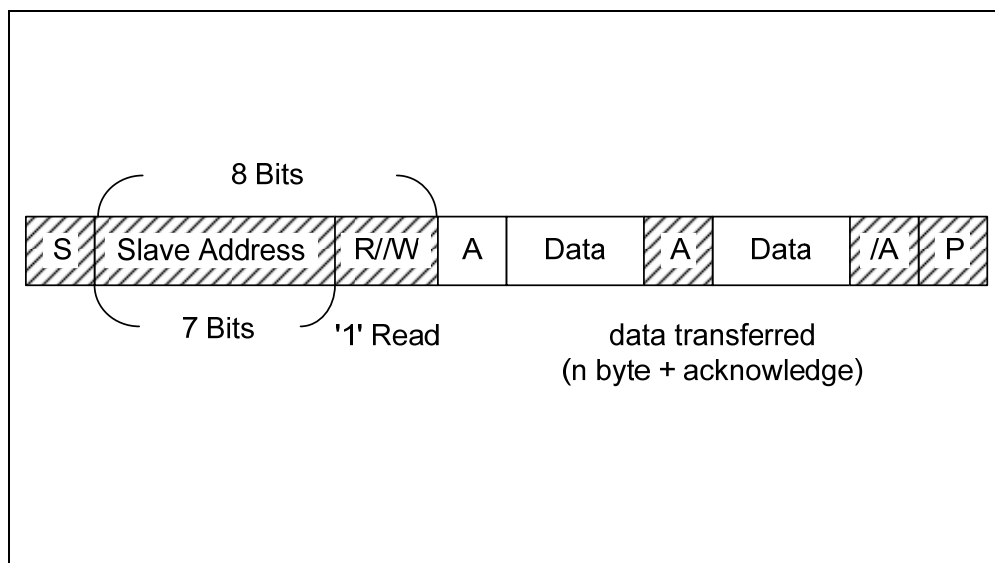 8 Bits
S Slave Address R//W A Data A Data /A P
7 Bits '1' Read data transferred
(n byte + acknowledge)